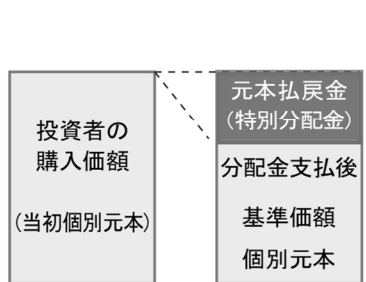 投資者の
購入価額
(当初個別元本)
元本払戻金
(特別分配金)
分配金支払後
基準価額
個別元本